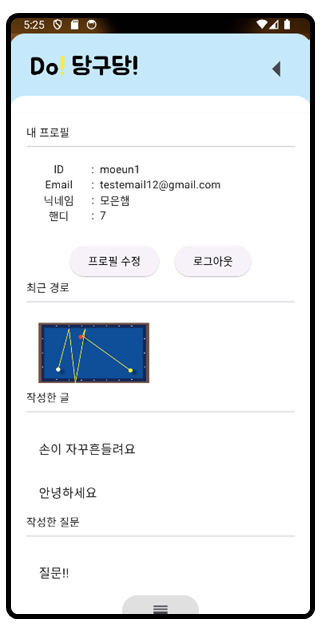 5:25
Do! 당구당!
내 프로필
ID : moeun1
Email : testemail12@gmail.com
닉네임 : 모은햄
핸디 : 7
프로필 수정 로그아웃
최근 경로
작성한 글
손이 자꾸흔들려요
안녕하세요
작성한 질문
질문!!